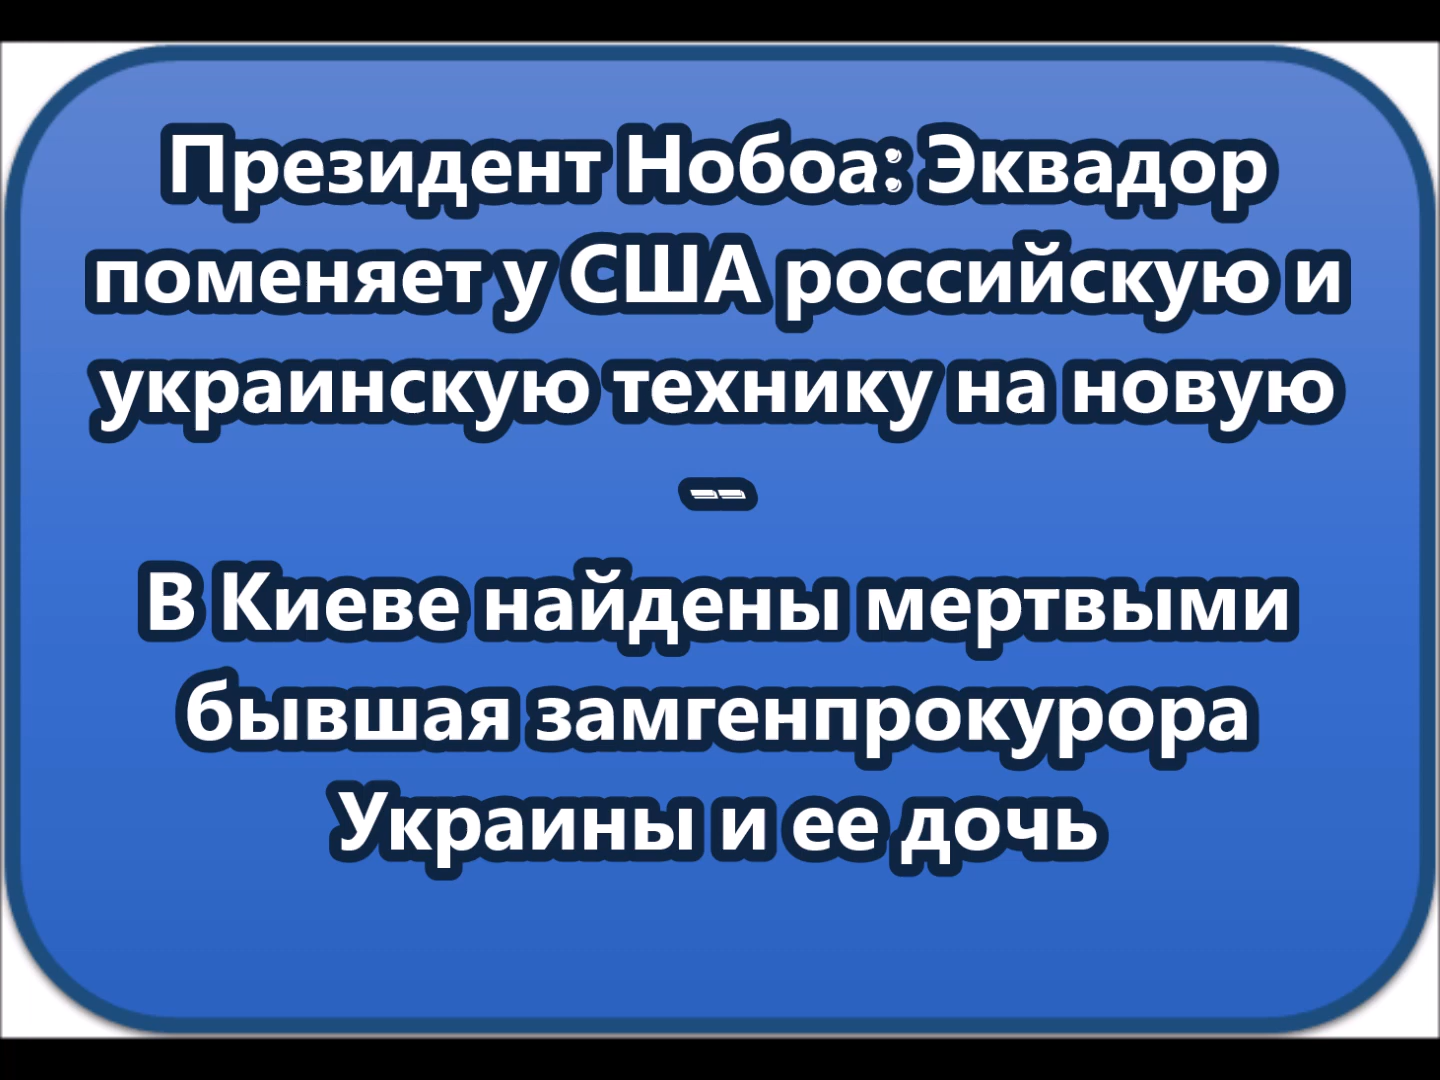 Президент Нобоа: Эквадор
поменяет у США российскую и
украинскую технику на новую
--
В Киеве найдены мертвыми
бывшая замгенпрокурора
Украины и ее дочь